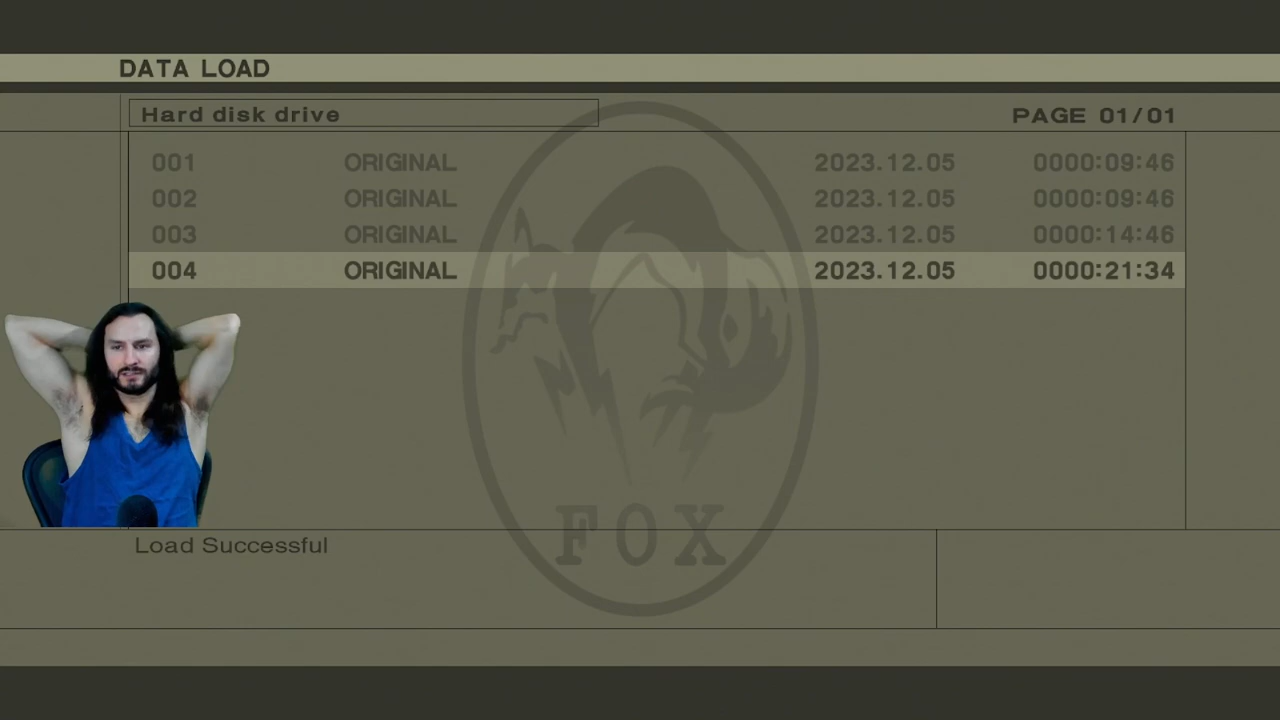 DATA LOAD
Hard disk drive PAGE 01/01
001 ORIGINAL 2023.12.05 0000:09:46
002 ORIGINAL 2023.12.05 0000:09:46
003 ORIGINAL 2023.12.05 0000:14:46
004 ORIGINAL 2023.12.05 0000:21:34
FOX
Load Successful